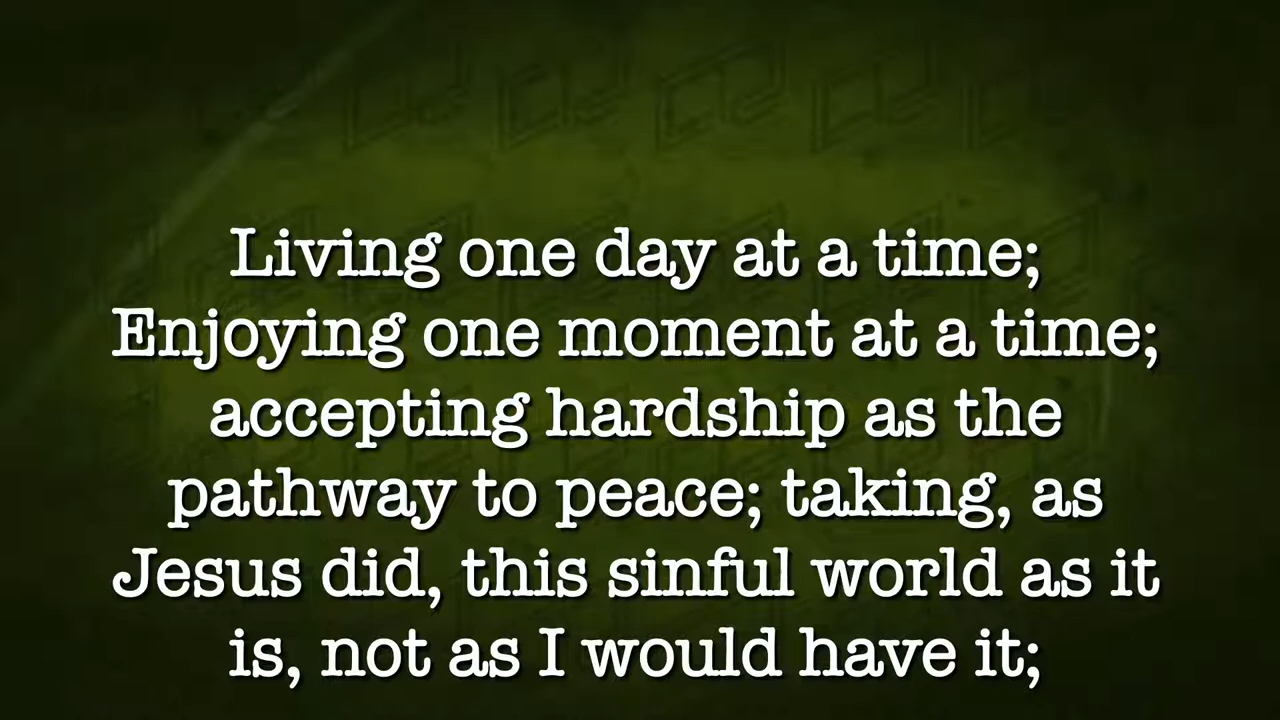 Living one day at a time;
Enjoying one moment at a time;
accepting hardship as the
pathway to peace; taking, as
Jesus did, this sinful world as it
is, not as I would have it;